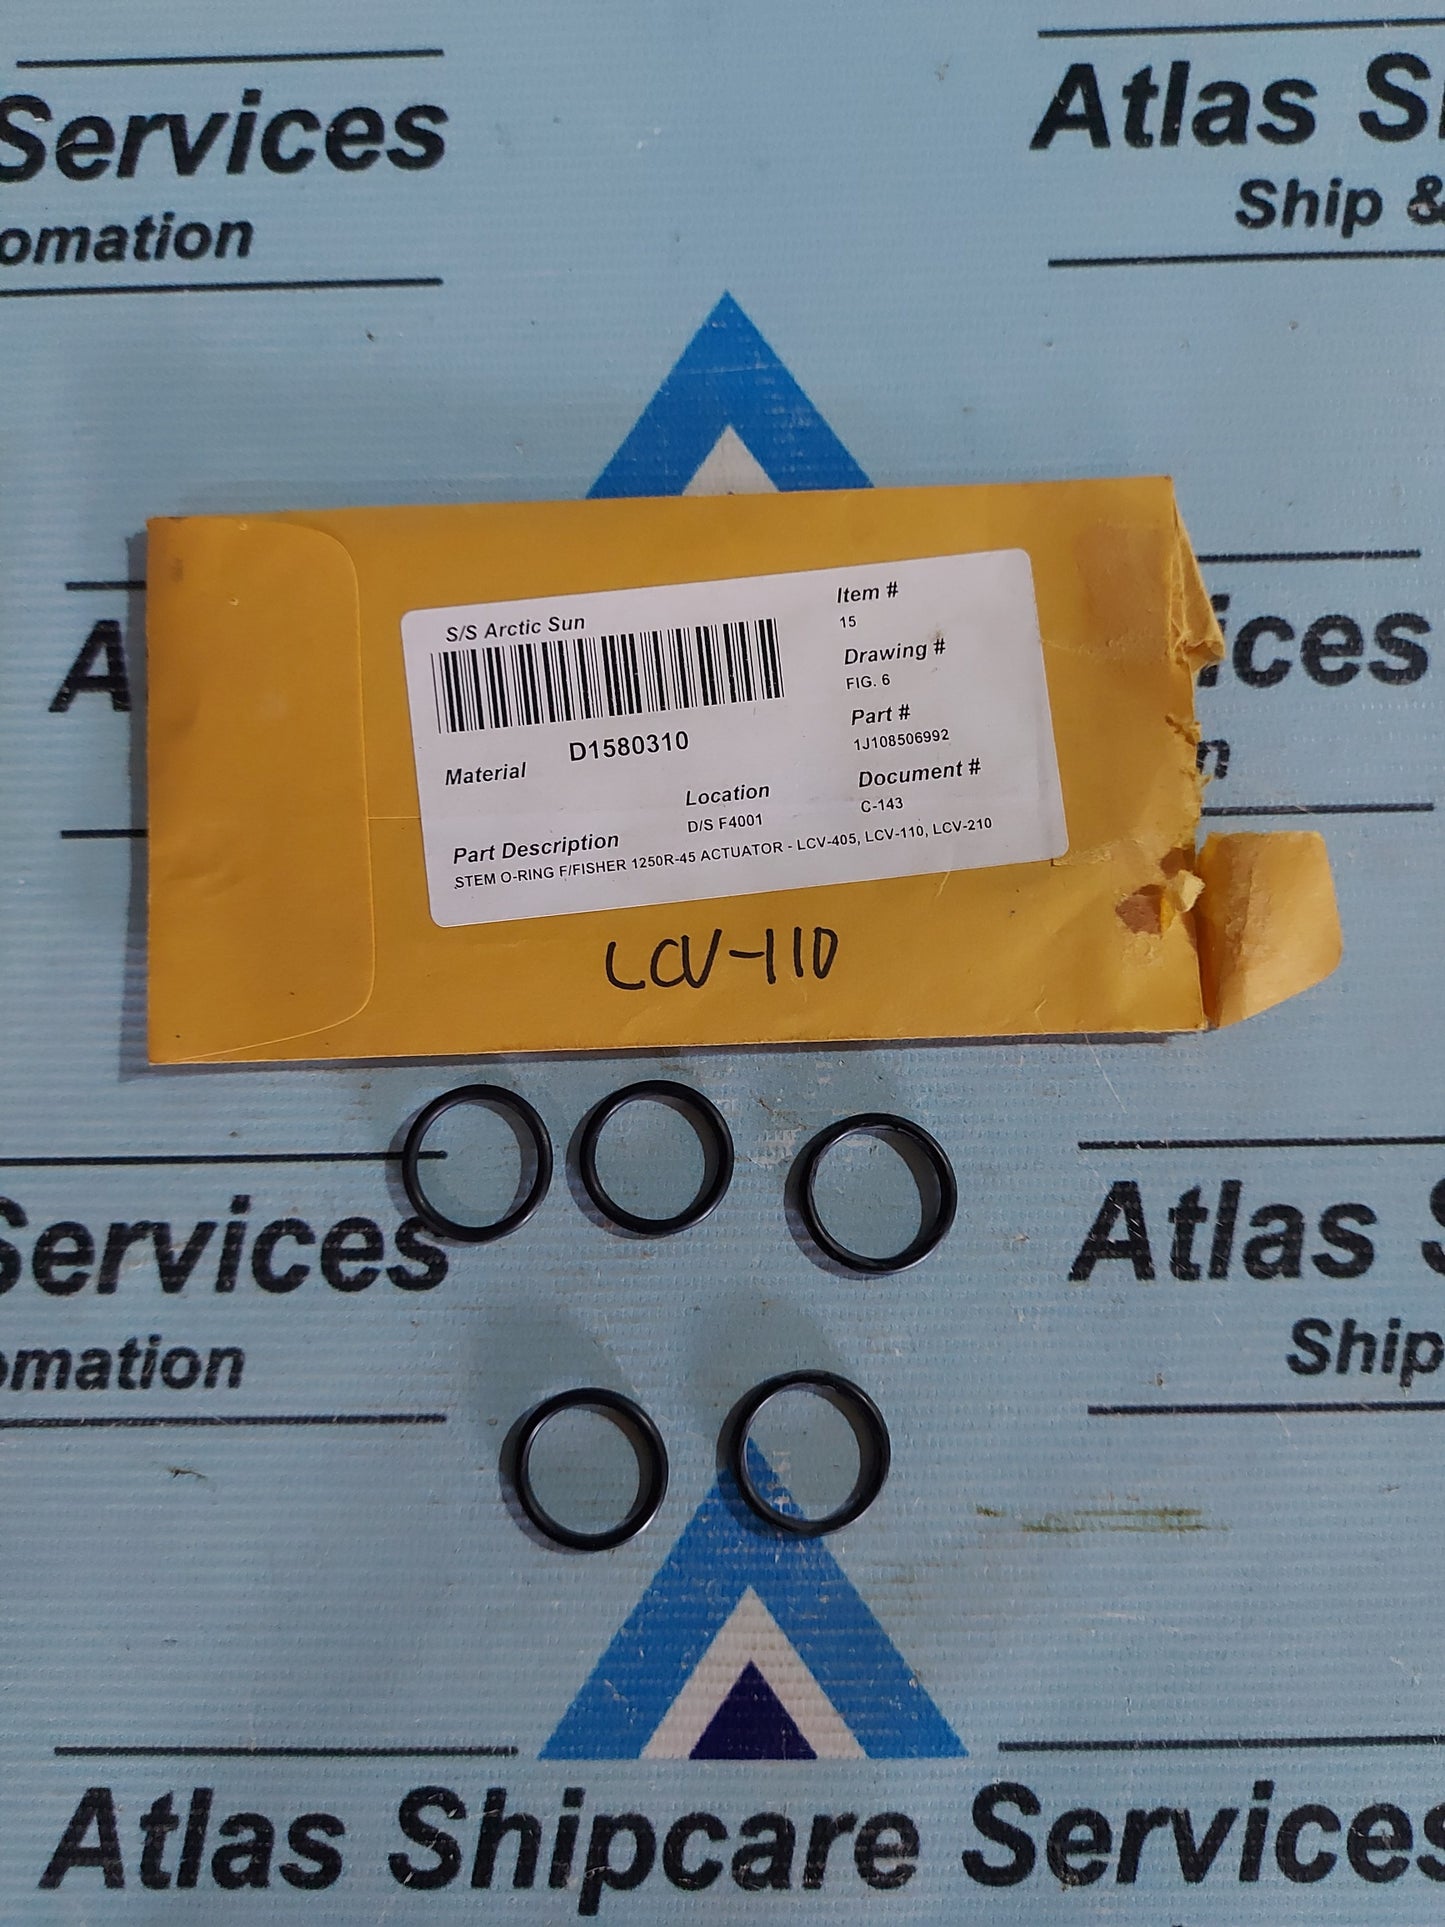 Services
Atlas S
omation
Ship &
S/S Arctic Sun
D1580310
Material
Location
D/S F4001
Part Description
STEM O-RING F/FISHER 1250R-45 ACTUATOR - LCV-405, LCV-110, LCV-210
Item #
15
Drawing #
FIG. 6
Part #
1J108506992
Document #
C-143
LCV-110
A
ices
n
Services
Atlas S
omation
Ship
Atlas Shipcare Services